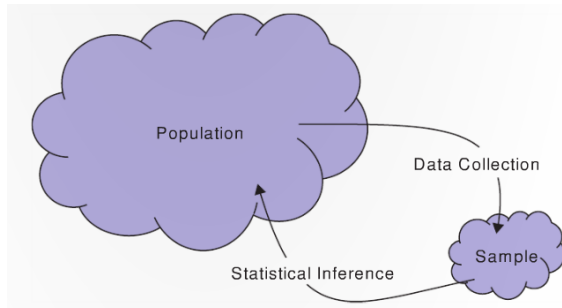 Population
Data Collection
Sample
Statistical Inference